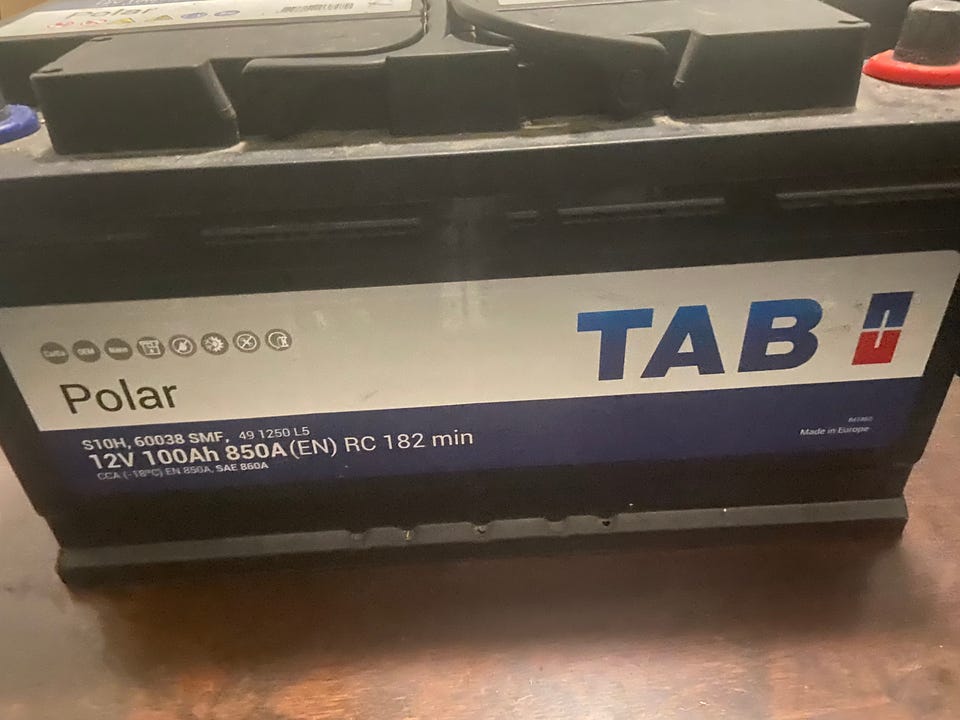 Polar
TAB
Polar
S10H, 60038 SMF, 49 1250 L5
12V 100Ah 850A (EN) RC 182 min
CCA (-18°C) EN 850A, SAE 860A
Made in Europe